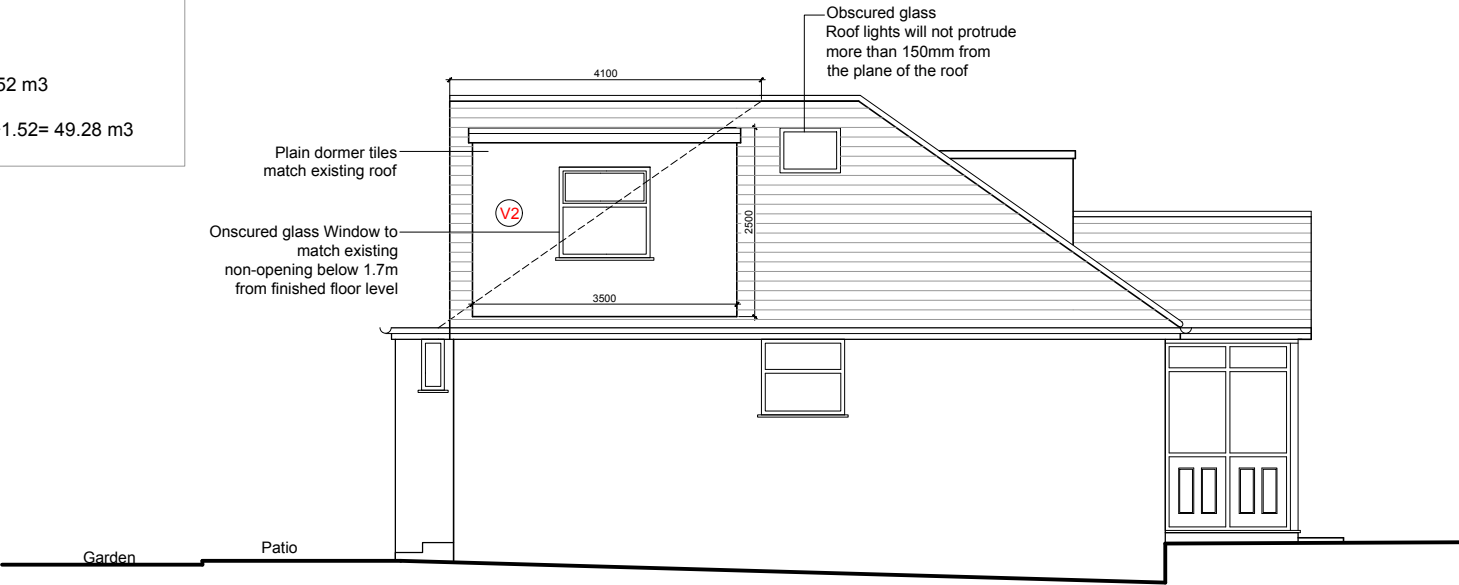 52 m3
1.52= 49.28 m3
Obscured glass
Roof lights will not protrude
more than 150mm from
the plane of the roof
4100
Plain dormer tiles
match existing roof
V2
2500
Onscured glass Window to
match existing
non-opening below 1.7m
from finished floor level
3500
Patio
Garden